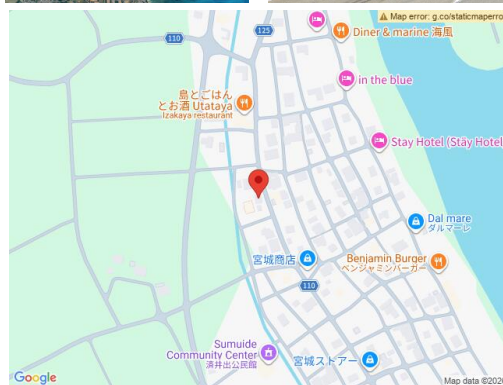 Map error: g.co/staticmaperro
110
125
Diner & marine 海風
in the blue
島とごはん
とお酒 Utataya
Izakaya restaurant
Stay Hotel (Stäy Hotel
Dal mare
ダルマーレ
宮城商店
Benjamin Burger
ベンジャミンバーガー
110
Sumuide
Community Center
済井出公民館
宮城ストアー
Google
Map data ©2026